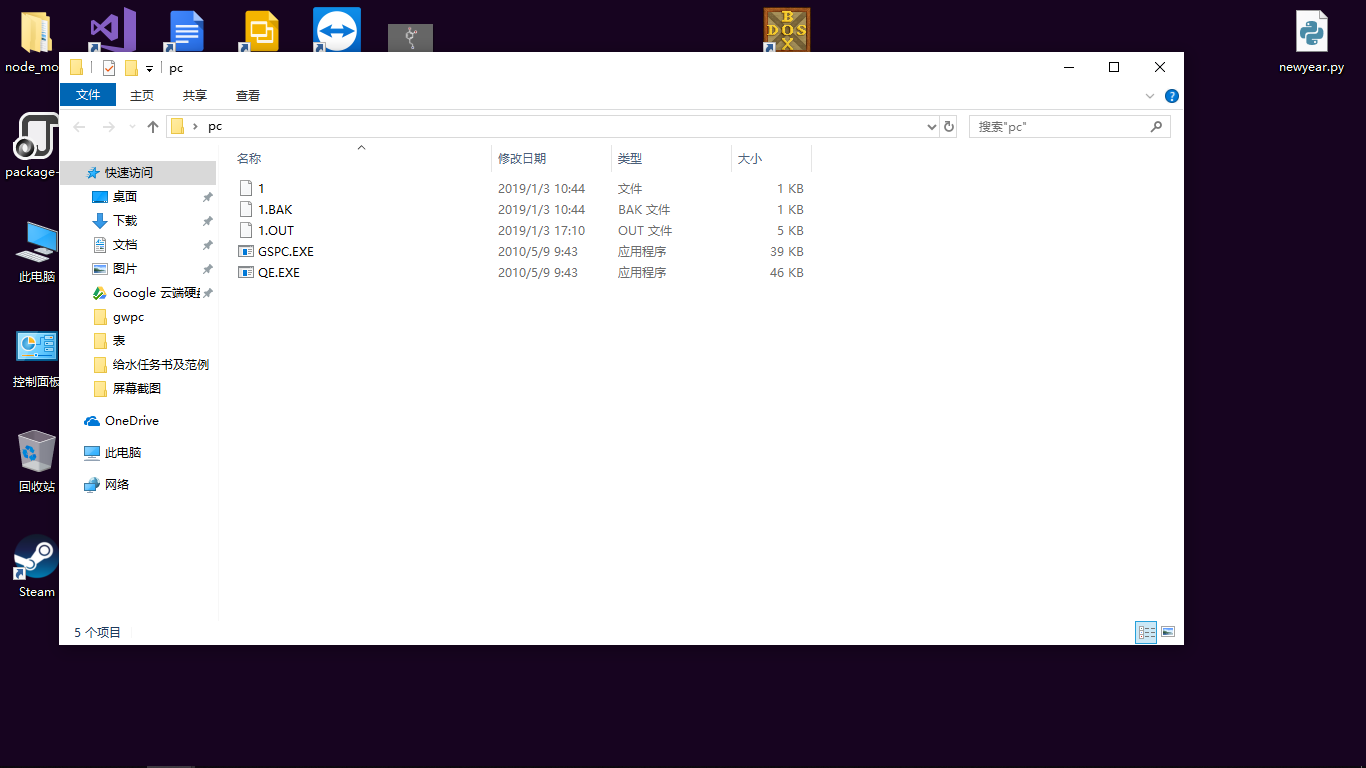 B
DOS
X
node_mo
newyear.py
package-
此电脑
控制面板
回收站
Steam
pc
文件 主页 共享 查看
pc
搜索"pc"
快速访问
桌面
下载
文档
图片
Google 云端硬盘
gwpc
表
给水任务书及范例
屏幕截图
OneDrive
此电脑
网络
名称 修改日期 类型 大小
1 2019/1/3 10:44 文件 1 KB
1.BAK 2019/1/3 10:44 BAK 文件 1 KB
1.OUT 2019/1/3 17:10 OUT 文件 5 KB
GSPC.EXE 2010/5/9 9:43 应用程序 39 KB
QE.EXE 2010/5/9 9:43 应用程序 46 KB
5 个项目